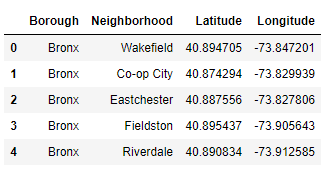 Borough Neighborhood Latitude Longitude
0 Bronx Wakefield 40.894705 -73.847201
1 Bronx Co-op City 40.874294 -73.829939
2 Bronx Eastchester 40.887556 -73.827806
3 Bronx Fieldston 40.895437 -73.905643
4 Bronx Riverdale 40.890834 -73.912585